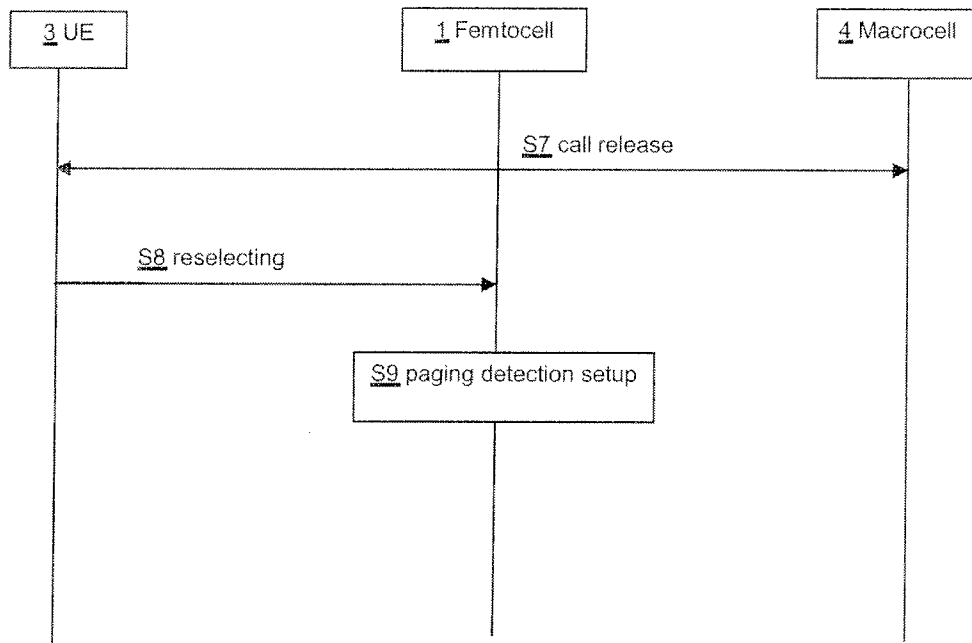 3 UE
1 Femtocell
4 Macrocell
S7 call release
S8 reselecting
S9 paging detection setup